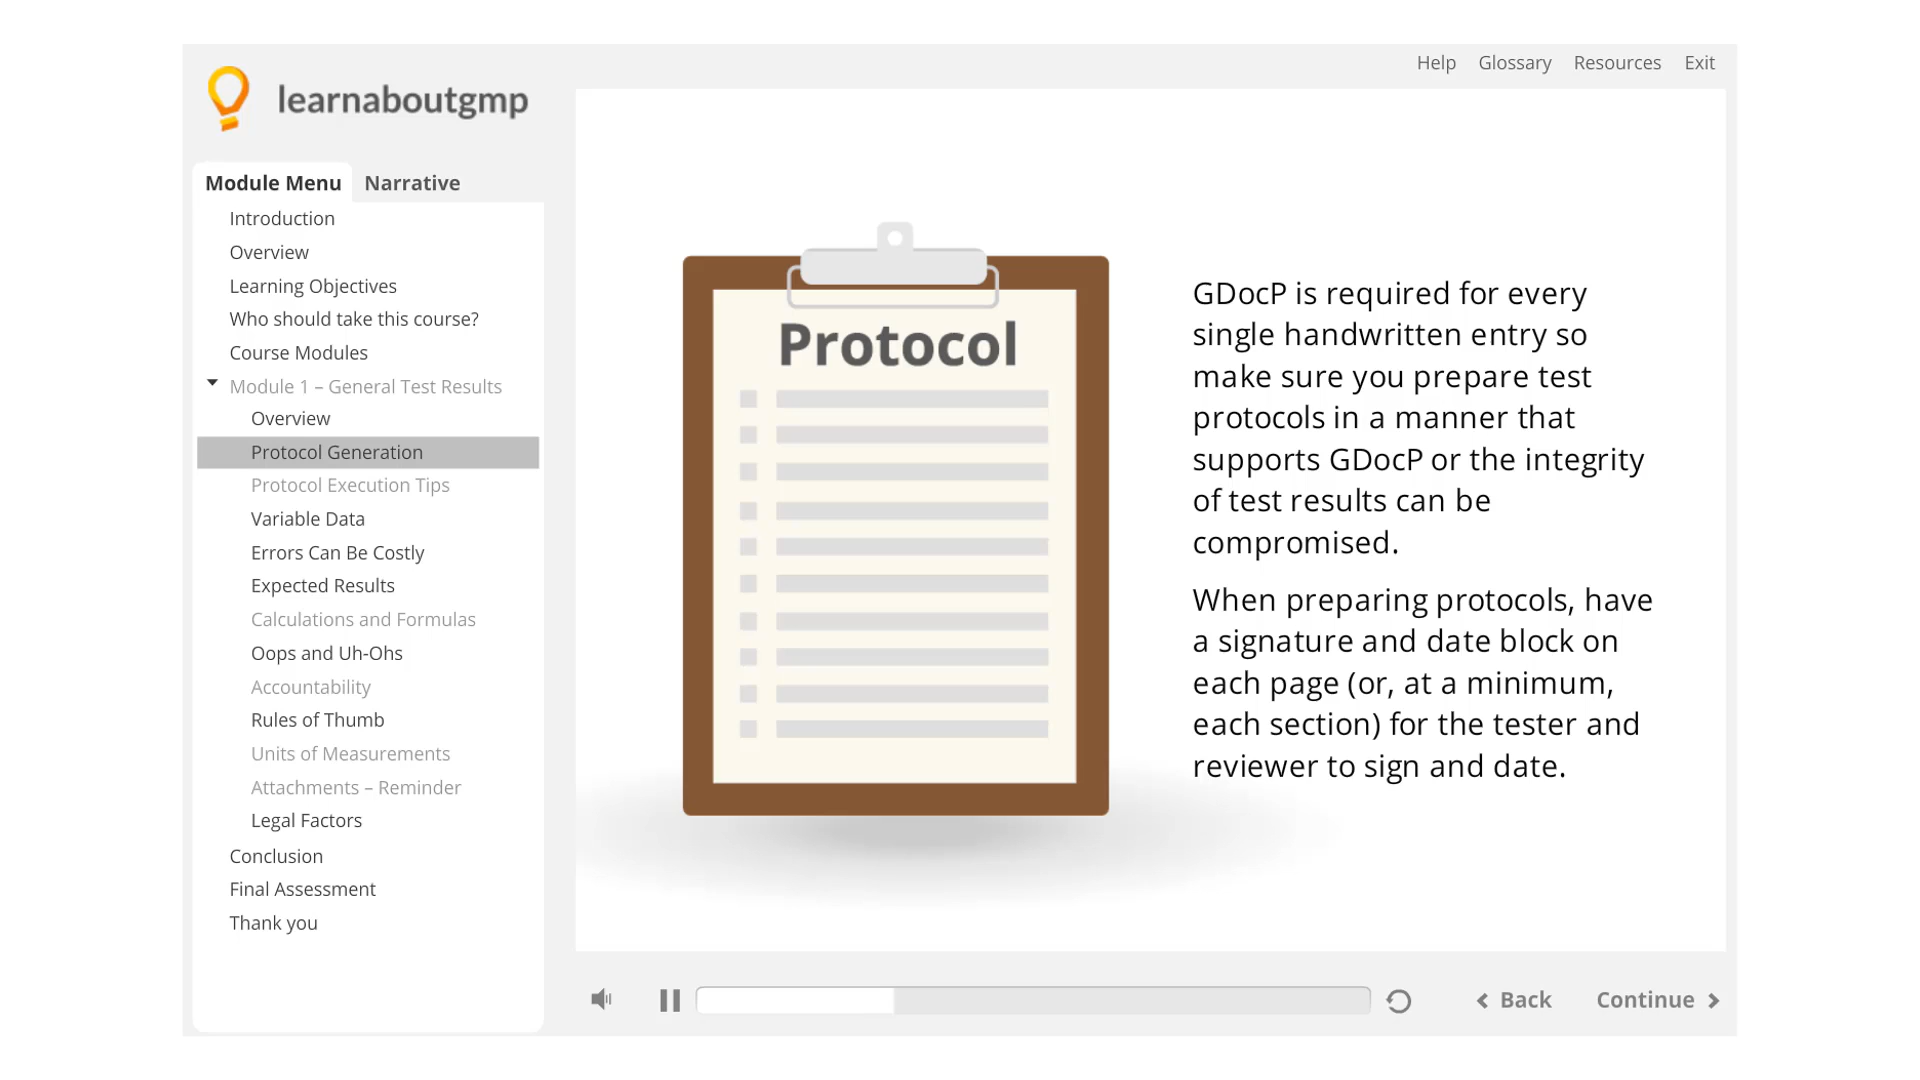 Help Glossary Resources Exit
learnaboutgmp
Module Menu Narrative
Introduction
Overview
Learning Objectives
Who should take this course?
Course Modules
Module 1 – General Test Results
Overview
Protocol Generation
Protocol Execution Tips
Variable Data
Errors Can Be Costly
Expected Results
Calculations and Formulas
Oops and Uh-Ohs
Accountability
Rules of Thumb
Units of Measurements
Attachments – Reminder
Legal Factors
Conclusion
Final Assessment
Thank you
Protocol
GDocP is required for every
single handwritten entry so
make sure you prepare test
protocols in a manner that
supports GDocP or the integrity
of test results can be
compromised.
When preparing protocols, have
a signature and date block on
each page (or, at a minimum,
each section) for the tester and
reviewer to sign and date.
Back Continue